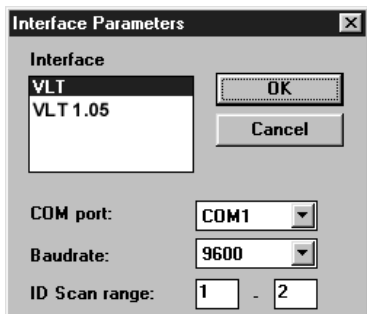 Interface Parameters
Interface
VLT
VLT 1.05
OK
Cancel
COM port:
COM1
Baudrate:
9600
ID Scan range:
1 - 2